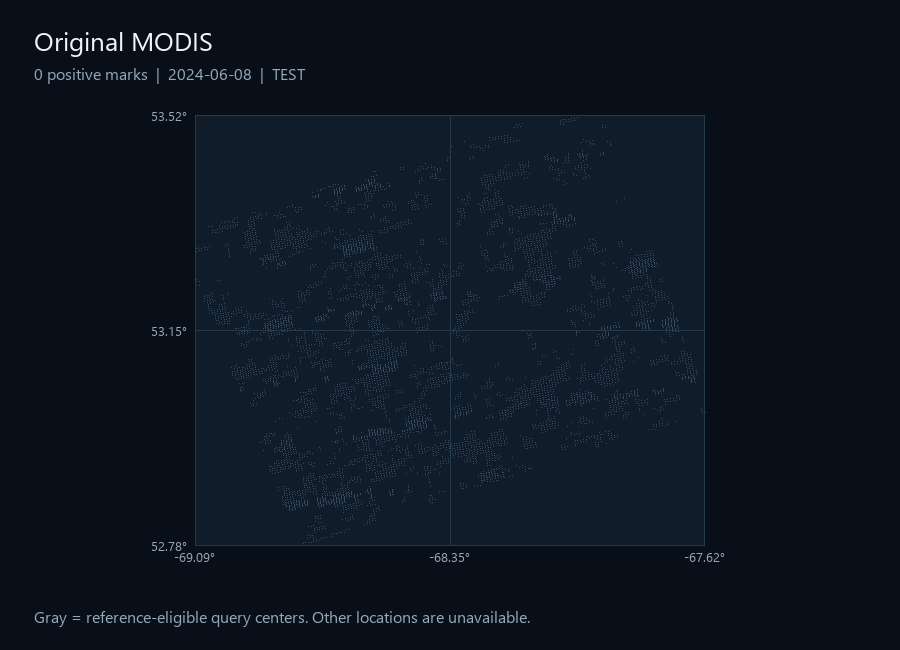 Original MODIS
0 positive marks | 2024-06-08 | TEST
53.52°
53.15°
52.78°
-69.09°
-68.35°
-67.62°
Gray = reference-eligible query centers. Other locations are unavailable.